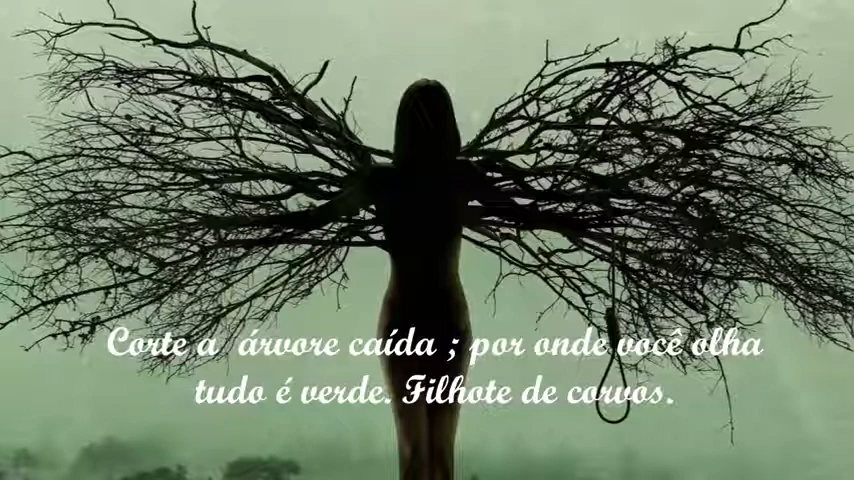 Corte a árvore caída ; por onde você olha
tudo é verde. Filhote de corvos.